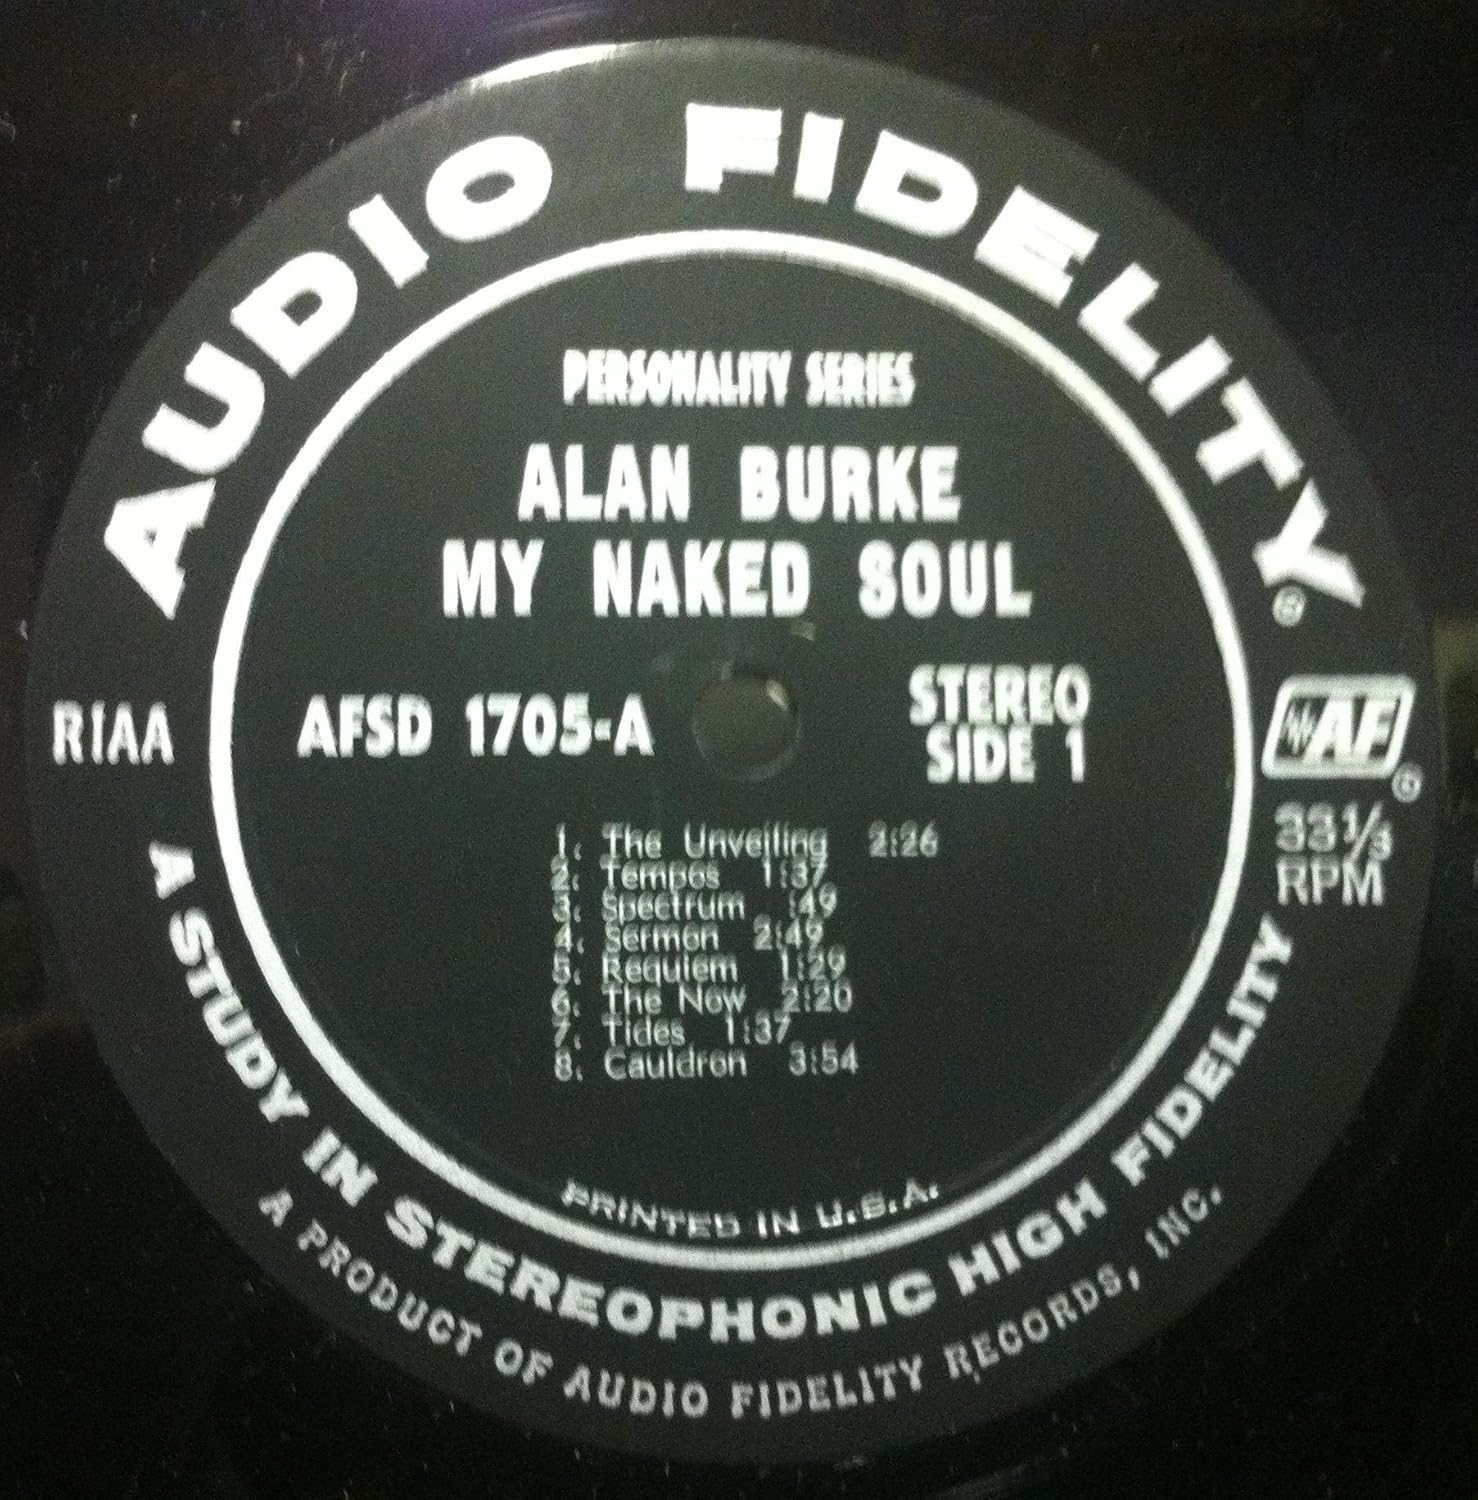 AUDIO FIDELITY®
PERSONALITY SERIES
ALAN BURKE
MY NAKED SOUL
RIAA
AFSD 1705-A
STEREO
SIDE 1
AF®
33⅓
RPM
1. The Unveiling 2:26
2. Tempos 1:37
3. Spectrum :49
4. Sermon 2:49
5. Requiem 1:29
6. The Now 2:20
7. Tides 1:37
8. Cauldron 3:54
PRINTED IN U.S.A.
A STUDY IN STEREOPHONIC HIGH FIDELITY
A PRODUCT OF AUDIO FIDELITY RECORDS, INC.